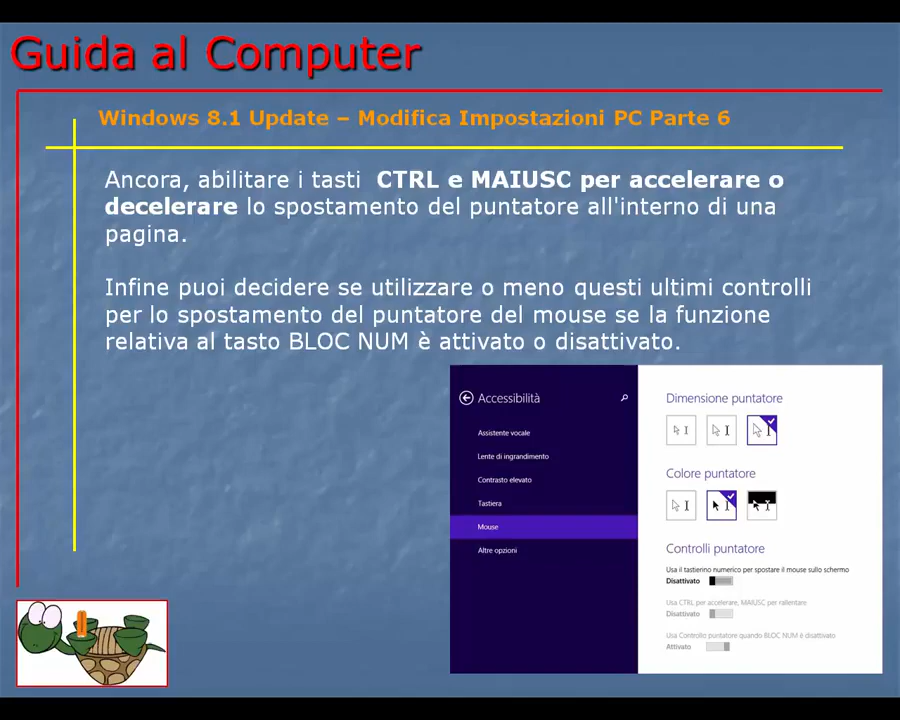 Guida al Computer
Windows 8.1 Update – Modifica Impostazioni PC Parte 6
Ancora, abilitare i tasti CTRL e MAIUSC per accelerare o
decelerare lo spostamento del puntatore all'interno di una
pagina.
Infine puoi decidere se utilizzare o meno questi ultimi controlli
per lo spostamento del puntatore del mouse se la funzione
relativa al tasto BLOC NUM è attivato o disattivato.
Accessibilità
Assistente vocale
Lente di ingrandimento
Contrasto elevato
Tastiera
Mouse
Altre opzioni
Dimensione puntatore
Colore puntatore
Controlli puntatore
Usa il tastierino numerico per spostare il mouse sullo schermo
Disattivato
Usa CTRL per accelerare, MAIUSC per rallentare
Disattivato
Usa Controllo puntatore quando BLOC NUM è disattivato
Attivato